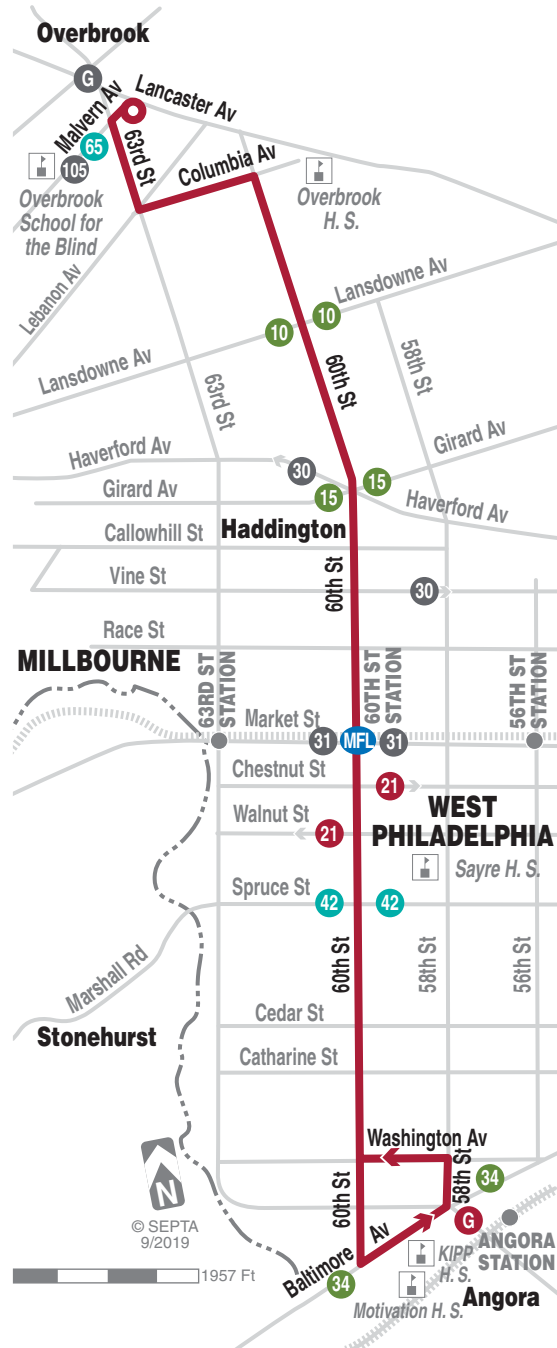 Overbrook
G
Malvern Av
Lancaster Av
65
105
63rd St
Columbia Av
Overbrook
School for
the Blind
Overbrook
H. S.
Lebanon Av
Lansdowne Av
10
10
Lansdowne Av
63rd St
60th St
58th St
Haverford Av
30
Girard Av
Girard Av
15
15
Haverford Av
Callowhill St
Haddington
Vine St
60th St
30
Race St
MILLBOURNE
63RD ST
STATION
60TH ST
STATION
56TH ST
STATION
Market St
31
MFL
31
Chestnut St
21
Walnut St
21
WEST
PHILADELPHIA
Sayre H. S.
Spruce St
42
42
Marshall Rd
60th St
58th St
56th St
Stonehurst
Cedar St
Catharine St
Washington Av
N
60th St
58th St
34
G
© SEPTA
9/2019
Baltimore Av
KIPP
H. S.
ANGORA
STATION
1957 Ft
34
Motivation H. S.
Angora